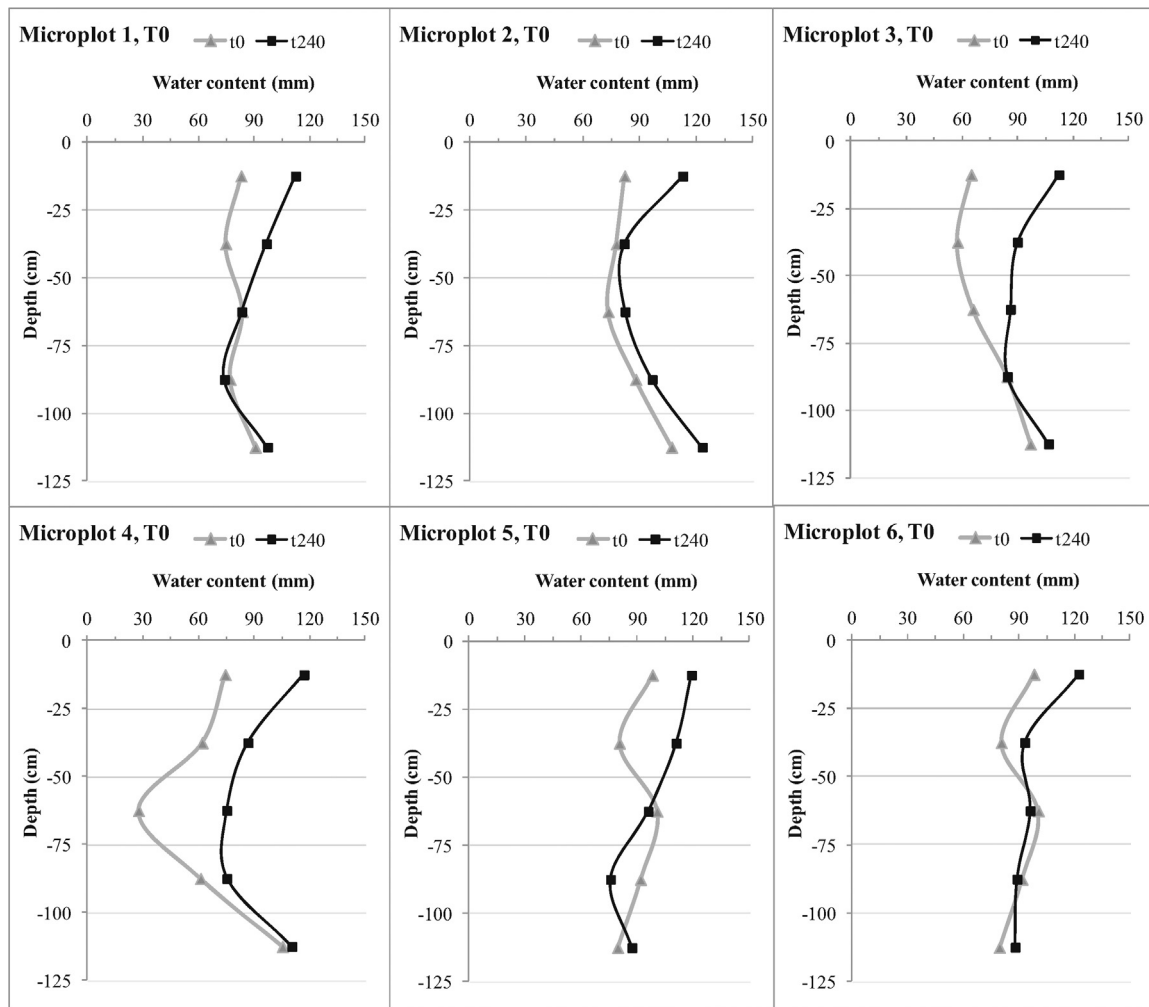 Microplot 1, T0 t0 t240
Water content (mm)
0 30 60 90 120 150
0
-25
-50
-75
-100
-125
Depth (cm)
Microplot 2, T0 t0 t240
Water content (mm)
0 30 60 90 120 150
0
-25
-50
-75
-100
-125
Depth (cm)
Microplot 3, T0 t0 t240
Water content (mm)
0 30 60 90 120 150
0
-25
-50
-75
-100
-125
Depth (cm)
Microplot 4, T0 t0 t240
Water content (mm)
0 30 60 90 120 150
0
-25
-50
-75
-100
-125
Depth (cm)
Microplot 5, T0 t0 t240
Water content (mm)
0 30 60 90 120 150
0
-25
-50
-75
-100
-125
Depth (cm)
Microplot 6, T0 t0 t240
Water content (mm)
0 30 60 90 120 150
0
-25
-50
-75
-100
-125
Depth (cm)